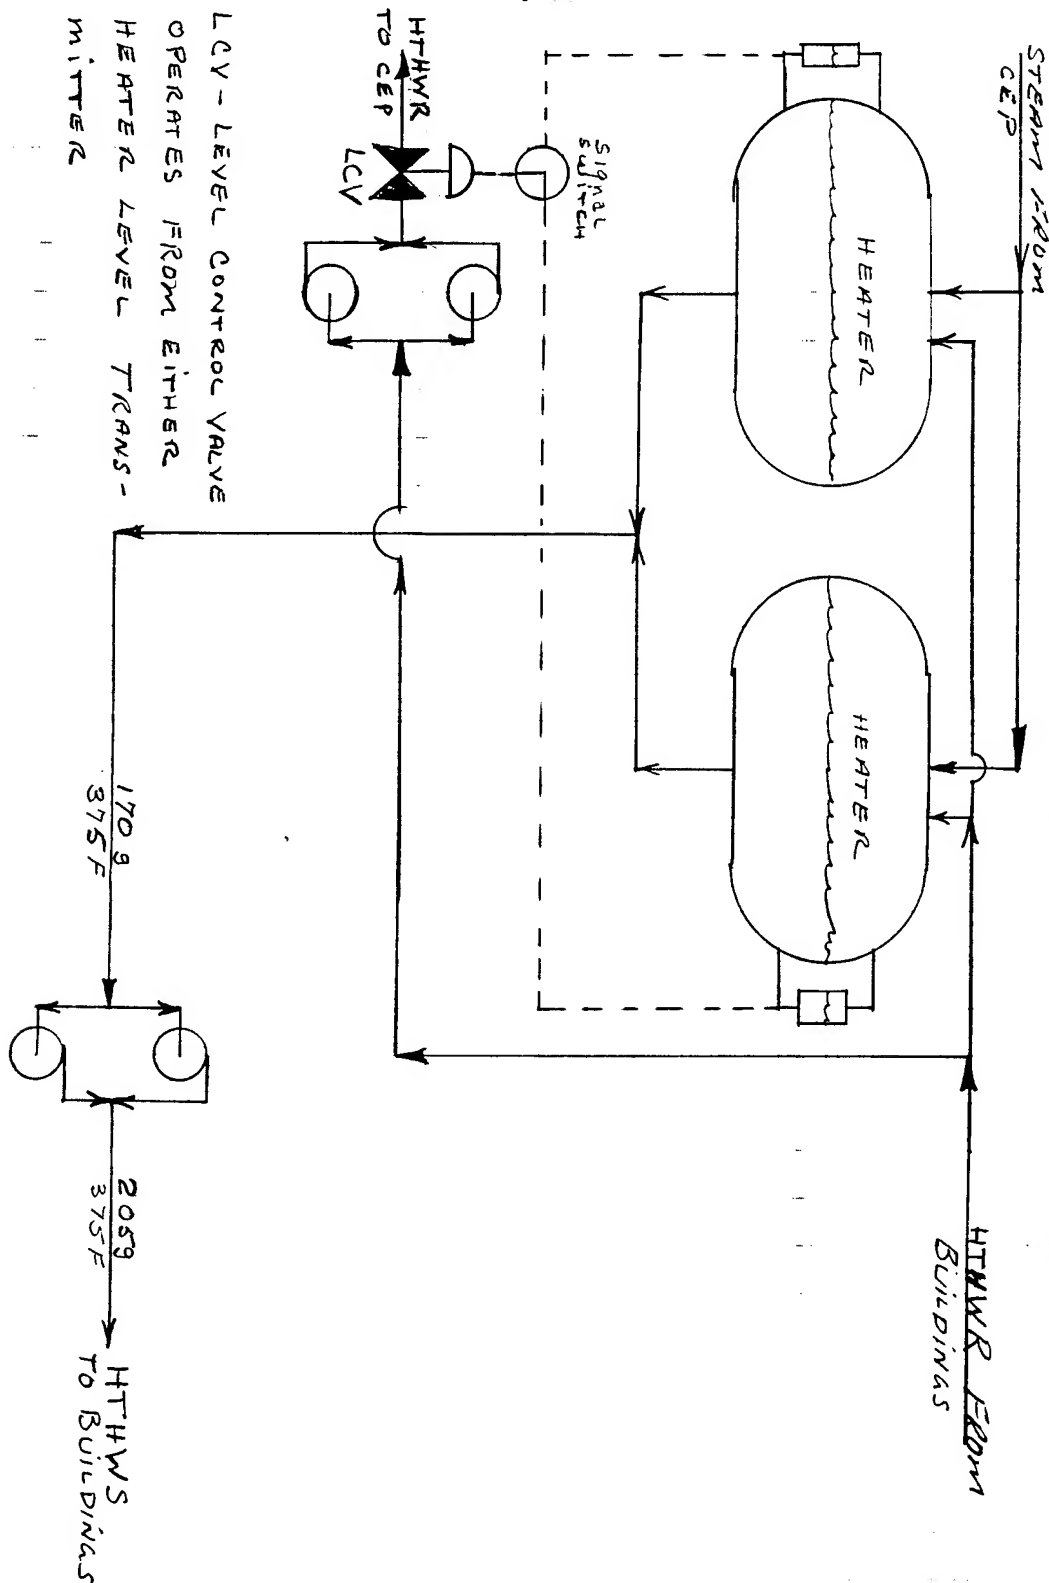 STEAM FROM
CEP
HTHWR FROM
BUILDINGS
HEATER
HEATER
SIGNAL
SWITCH
HTHWR
TO CEP
LCV
LCV - LEVEL CONTROL VALVE
OPERATES FROM EITHER
HEATER LEVEL TRANS-
MITTER
170 g
375F
205g
375F
HTHWS
TO BUILDINGS